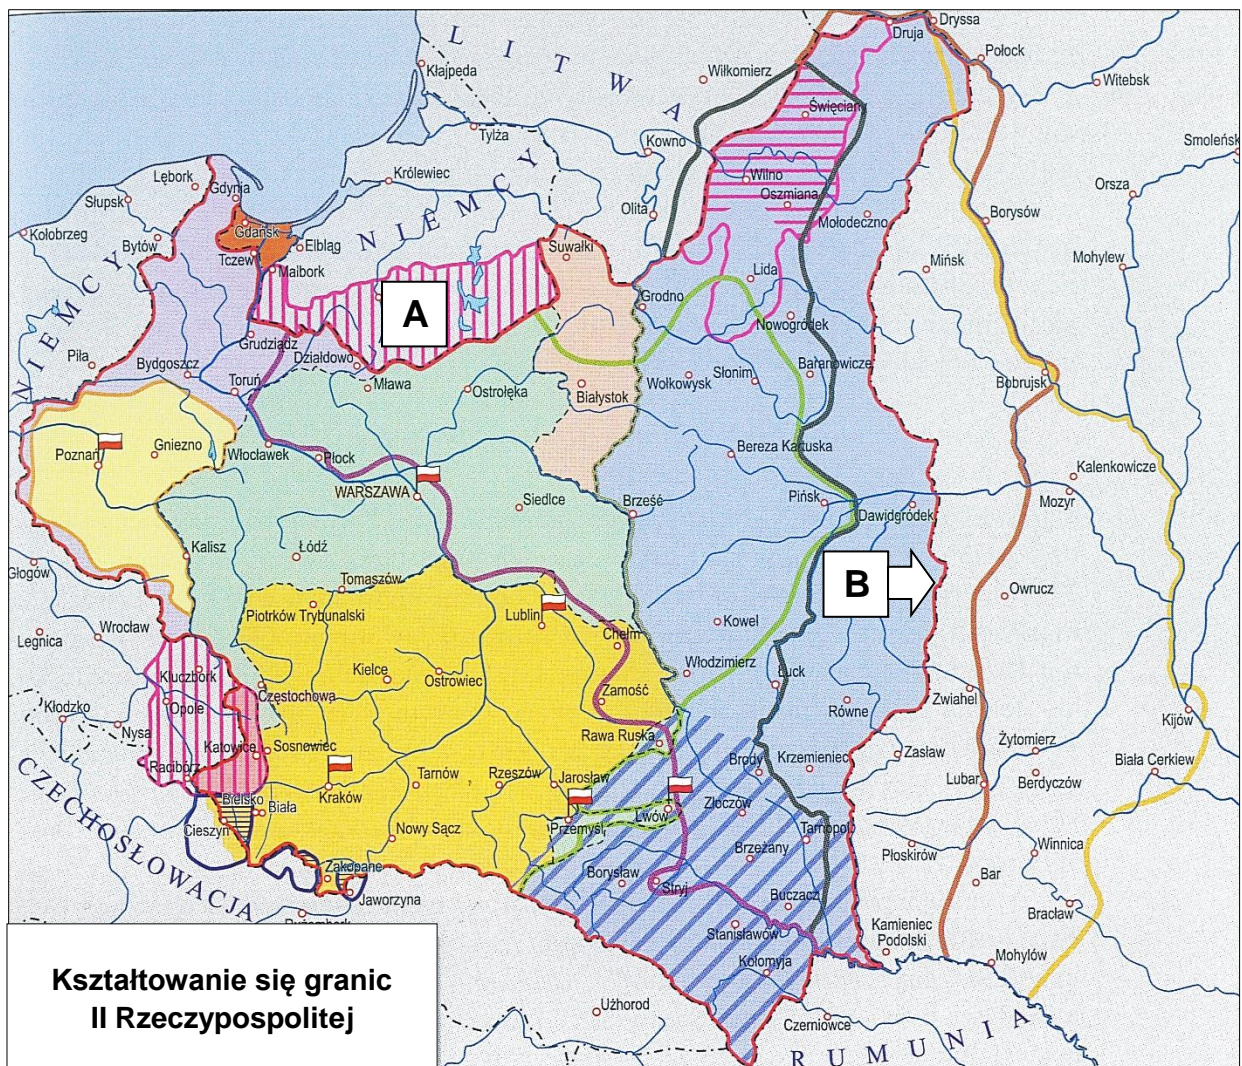 L I T W A
Dryssa
Druja
Połock
Kłajpeda
Wiłkomierz
Witebsk
Święciany
Tylża
Kowno
Smoleńsk
Królewiec
Wilno
Lębork
Gdynia
Słupsk
Oszmiana
Orsza
Olita
Mołodeczno
Borysów
Kołobrzeg
Bytów
Gdańsk
Elbląg
NIEMCY
Suwałki
Tczew
Malbork
Lida
Mińsk
Mohylew
NIEMCY
A
Grodno
Nowogródek
Grudziądz
Działdowo
Piła
Bydgoszcz
Toruń
Mława
Ostrołęka
Białystok
Wołkowysk
Słonim
Baranowicze
Bobrujsk
Poznań
Gniezno
Włocławek
Płock
Bereza Kartuska
Kalenkowicze
WARSZAWA
Siedlce
Brześć
Pińsk
Dawidgródek
Mozyr
Kalisz
Łódź
Głogów
Tomaszów
B
Owrucz
Piotrków Trybunalski
Lublin
Legnica
Wrocław
Chełm
Kowel
Kluczbork
Kielce
Ostrowiec
Włodzimierz
Łuck
Częstochowa
Zamość
Zwiahel
Kłodzko
Opole
Równe
Kijów
Nysa
Rawa Ruska
Katowice
Sosnowiec
Brody
Krzemieniec
Zasław
Żytomierz
Biała Cerkiew
Racibórz
Kraków
Tarnów
Rzeszów
Jarosław
Lubar
Berdyczów
CZECHOSŁOWACJA
Bielsko
Biała
Cieszyn
Przemyśl
Lwów
Złoczów
Tarnopol
Nowy Sącz
Brzeżany
Płoskirów
Winnica
Zakopane
Borysław
Stryj
Bar
Jaworzyna
Buczacz
Bracław
Stanisławów
Kamieniec
Podolski
Mohylów
Kołomyja
Użhorod
Czerniowce
RUMUNIA
Kształtowanie się granic
II Rzeczypospolitej